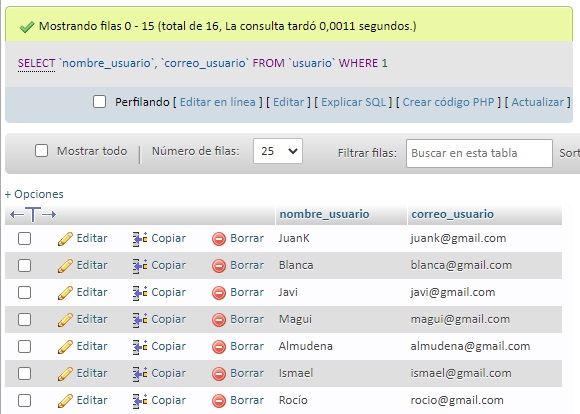 Mostrando filas 0 - 15 (total de 16, La consulta tardó 0,0011 segundos.)
SELECT `nombre_usuario`, `correo_usuario` FROM `usuario` WHERE 1
Perfilando [ Editar en línea ] [ Editar ] [ Explicar SQL ] [ Crear código PHP ] [ Actualizar ]
Mostrar todo Número de filas: 25 Filtrar filas: Buscar en esta tabla Sort
+ Opciones
nombre_usuario correo_usuario
Editar Copiar Borrar JuanK juank@gmail.com
Editar Copiar Borrar Blanca blanca@gmail.com
Editar Copiar Borrar Javi javi@gmail.com
Editar Copiar Borrar Magui magui@gmail.com
Editar Copiar Borrar Almudena almudena@gmail.com
Editar Copiar Borrar Ismael ismael@gmail.com
Editar Copiar Borrar Rocío rocio@gmail.com